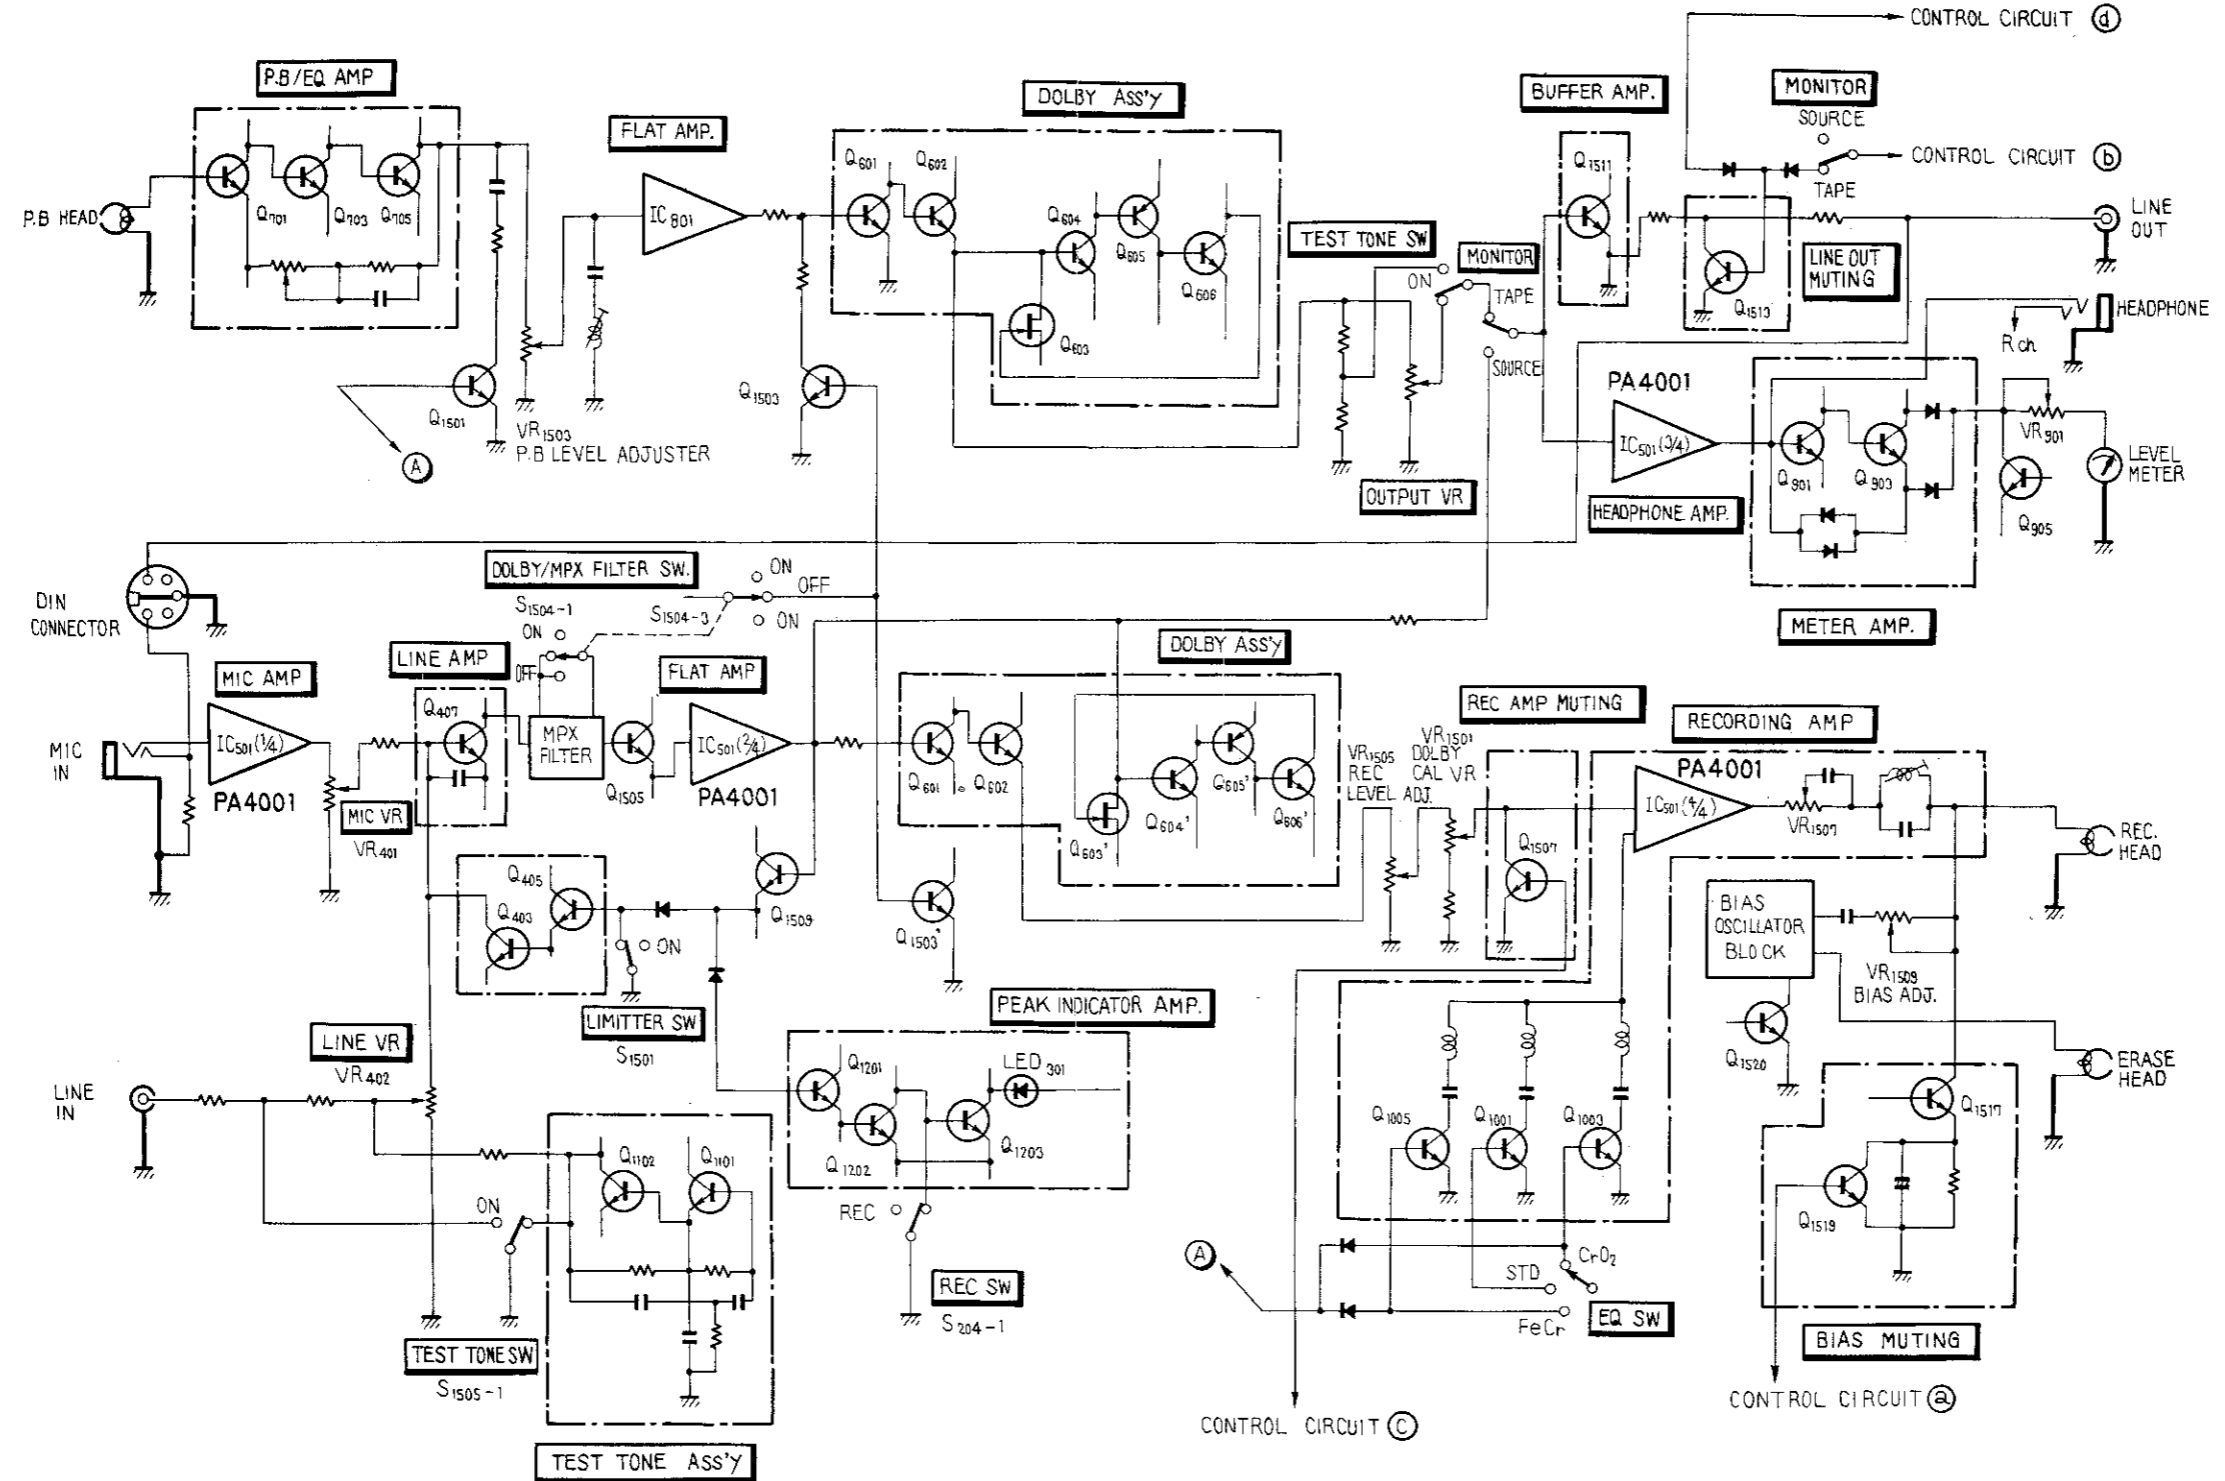 CONTROL CIRCUIT ⓓ
P.B/EQ AMP
DOLBY ASS'Y
BUFFER AMP.
MONITOR
SOURCE
FLAT AMP.
CONTROL CIRCUIT ⓑ
TAPE
Q601
Q602
Q1511
IC801
Q604
Q605
Q606
Q603
P.B HEAD
Q701
Q703
Q705
TEST TONE SW
MONITOR
ON
TAPE
SOURCE
LINE OUT
MUTING
LINE
OUT
Q1513
HEADPHONE
R ch
Q1501
VR1503
P.B LEVEL ADJUSTER
Ⓐ
Q1503
OUTPUT VR
PA4001
IC501(3/4)
HEADPHONE AMP.
Q901
Q903
VR901
Q905
LEVEL
METER
METER AMP.
DIN
CONNECTOR
DOLBY/MPX FILTER SW.
S1504-1
ON
OFF
S1504-3
ON
OFF
ON
MIC AMP
LINE AMP
FLAT AMP
DOLBY ASS'Y
REC AMP MUTING
RECORDING AMP
MIC
IN
IC501(1/4)
PA4001
MIC VR
VR401
Q407
MPX
FILTER
Q1505
IC501(2/4)
PA4001
Q601'
Q602
Q603'
Q604'
Q605'
Q606'
VR1505
REC
LEVEL ADJ.
VR1501
DOLBY
CAL VR
Q1507
PA4001
IC501(4/4)
VR1507
REC.
HEAD
Q405
Q403
Q1509
Q1503'
ON
LIMITTER SW
S1501
BIAS
OSCILLATOR
BLOCK
VR1509
BIAS ADJ.
Q1520
ERASE
HEAD
PEAK INDICATOR AMP.
Q1201
LED 301
Q1202
Q1203
LINE VR
VR402
LINE
IN
Q1102
Q1101
ON
REC
REC SW
S204-1
TEST TONE SW
S1505-1
TEST TONE ASS'Y
Q1005
Q1001
Q1003
Ⓐ
CrO2
STD
FeCr
EQ SW
CONTROL CIRCUIT ⓒ
Q1517
Q1519
BIAS MUTING
CONTROL CIRCUIT ⓐ